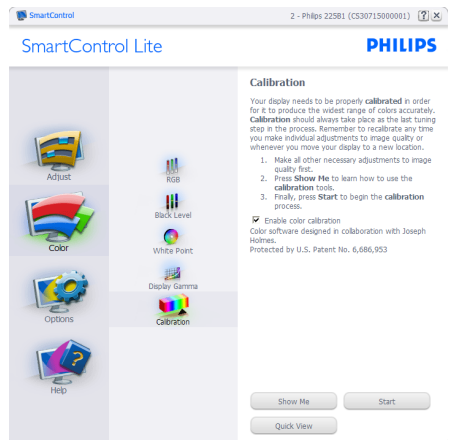 SmartControl
2 - Philips 225B1 (CS30715000001)
SmartControl Lite
PHILIPS
Adjust
Color
Options
Help
RGB
Black Level
White Point
Display Gamma
Calibration
Calibration
Your display needs to be properly calibrated in order
for it to produce the widest range of colors accurately.
Calibration should always take place as the last tuning
step in the process. Remember to recalibrate any time
you make individual adjustments to image quality or
whenever you move your display to a new location.
1. Make all other necessary adjustments to image
quality first.
2. Press Show Me to learn how to use the
calibration tools.
3. Finally, press Start to begin the calibration
process.
Enable color calibration
Color software designed in collaboration with Joseph
Holmes.
Protected by U.S. Patent No. 6,686,953
Show Me
Start
Quick View